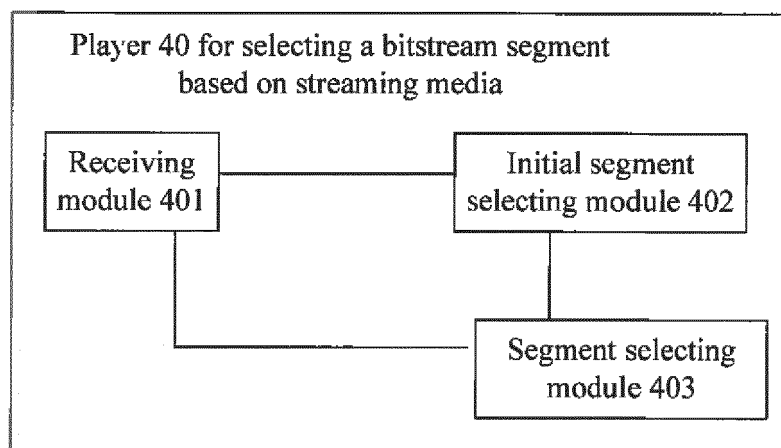 Player 40 for selecting a bitstream segment
based on streaming media
Receiving
module 401
Initial segment
selecting module 402
Segment selecting
module 403